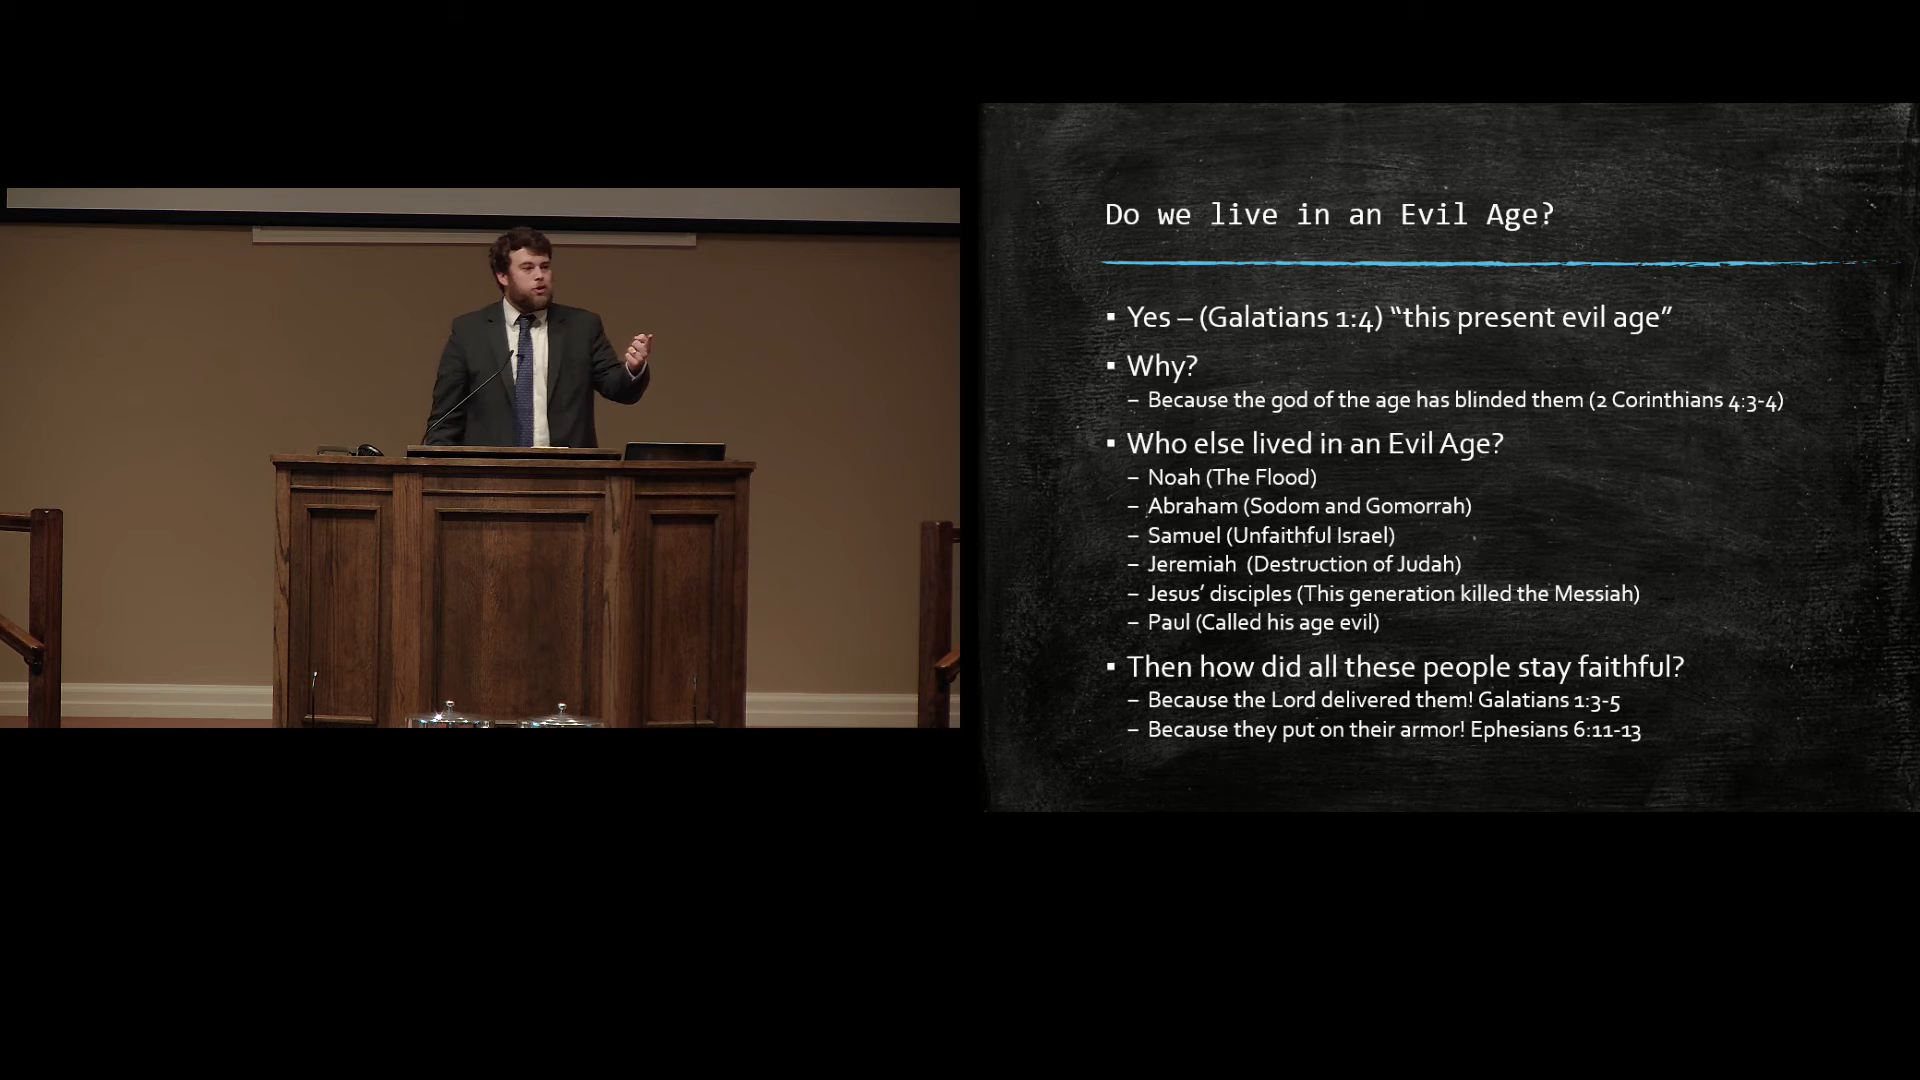 Do we live in an Evil Age?
▪ Yes – (Galatians 1:4) “this present evil age”
▪ Why?
– Because the god of the age has blinded them (2 Corinthians 4:3-4)
▪ Who else lived in an Evil Age?
– Noah (The Flood)
– Abraham (Sodom and Gomorrah)
– Samuel (Unfaithful Israel)
– Jeremiah (Destruction of Judah)
– Jesus’ disciples (This generation killed the Messiah)
– Paul (Called his age evil)
▪ Then how did all these people stay faithful?
– Because the Lord delivered them! Galatians 1:3-5
– Because they put on their armor! Ephesians 6:11-13